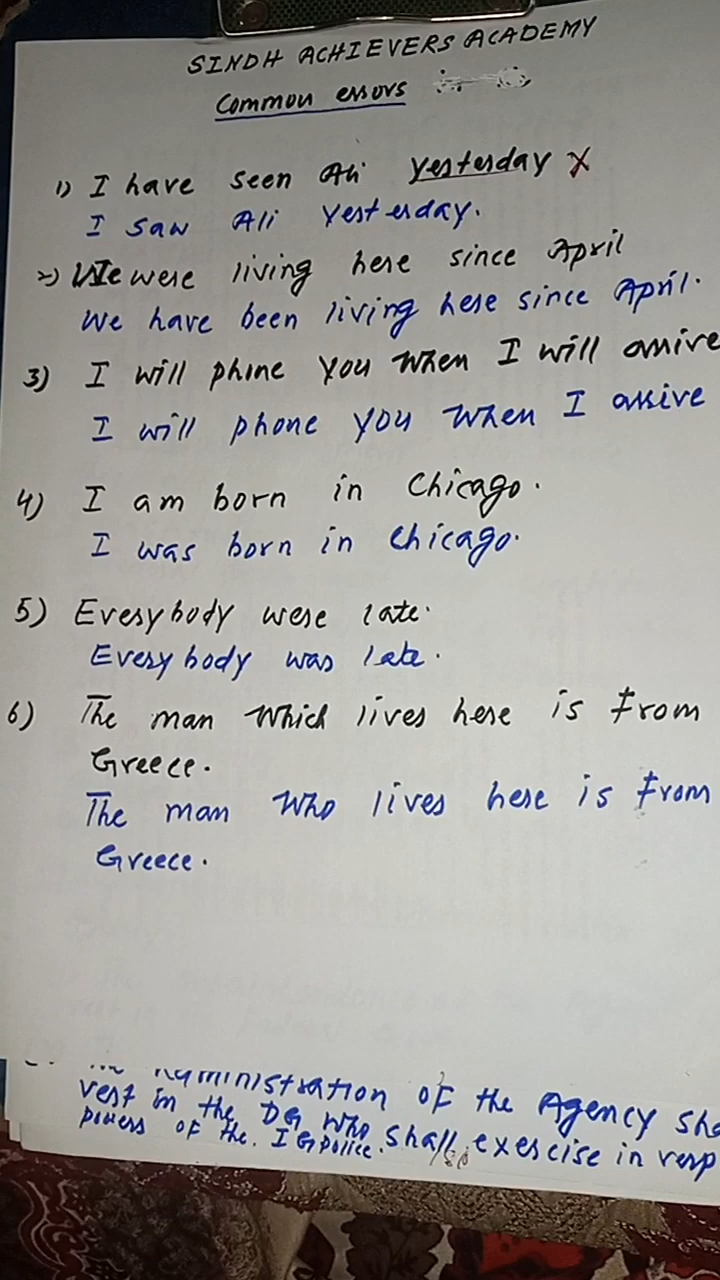 SINDH ACHIEVERS ACADEMY
Common errors
1) I have seen Ali yesterday X
I saw Ali yesterday.
2) We were living here since April
We have been living here since April.
3) I will phone you when I will arrive
I will phone you when I arrive
4) I am born in Chicago.
I was born in Chicago.
5) Everybody were late.
Everybody was late.
6) The man which lives here is from
Greece.
The man who lives here is from
Greece.
Administration of the Agency sha
vest in the DG who shall exercise in resp
powers of the. IG Police.